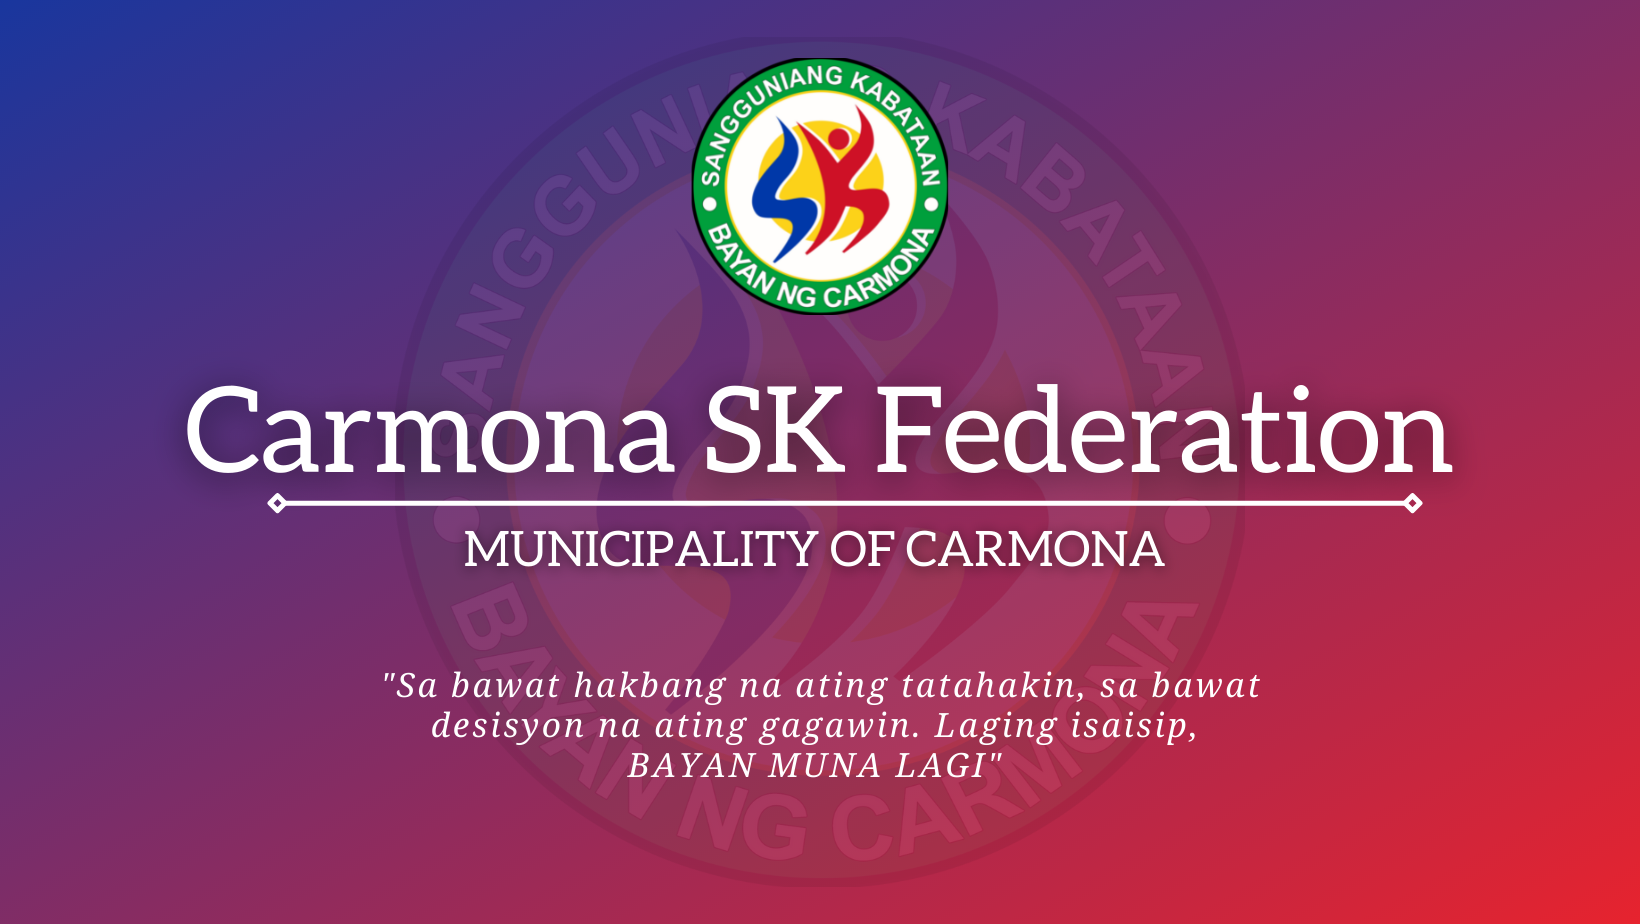 SANGGUNIANG KABATAAN
BAYAN NG CARMONA
Carmona SK Federation
MUNICIPALITY OF CARMONA
"Sa bawat hakbang na ating tatahakin, sa bawat
desisyon na ating gagawin. Laging isaisip,
BAYAN MUNA LAGI"